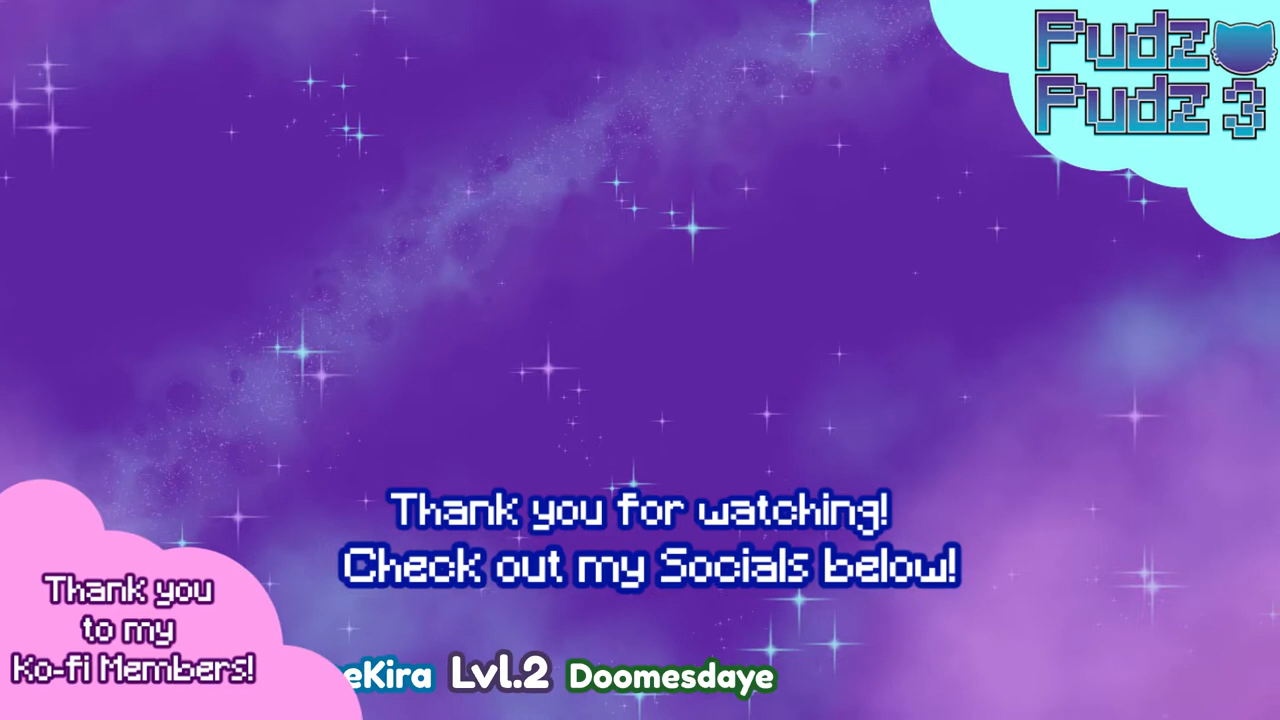 Pudz
Pudz 3
Thank you for watching!
Check out my Socials below!
Thank you
to my
Ko-fi Members!
eKira Lvl.2 Doomesdaye